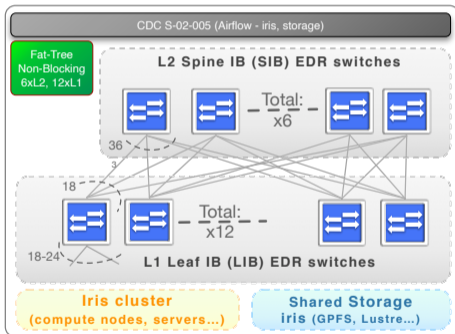 CDC S-02-005 (Airflow - iris, storage)
Fat-Tree
Non-Blocking
6xL2, 12xL1
L2 Spine IB (SIB) EDR switches
Total:
x6
36
3
18
Total:
x12
18-24
L1 Leaf IB (LIB) EDR switches
Iris cluster
(compute nodes, servers...)
Shared Storage
iris (GPFS, Lustre...)